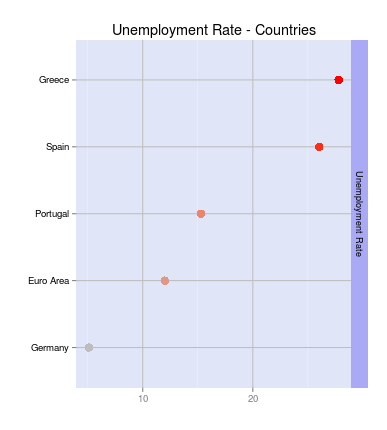 Unemployment Rate - Countries
Greece
Spain
Portugal
Euro Area
Germany
Unemployment Rate
10
20